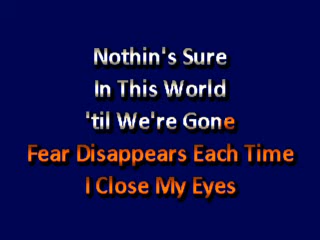 Nothin's Sure
In This World
'til We're Gone
Fear Disappears Each Time
I Close My Eyes